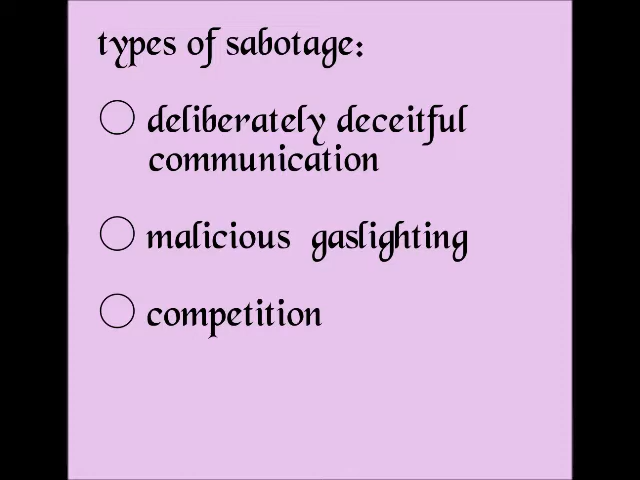 types of sabotage:
deliberately deceitful
communication
malicious gaslighting
competition